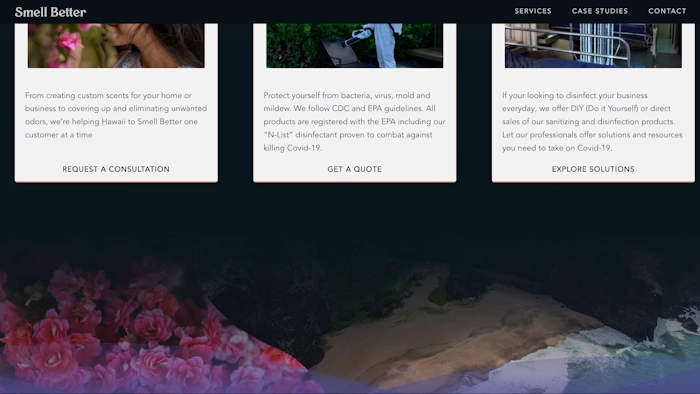 Smell Better
SERVICES
CASE STUDIES
CONTACT
From creating custom scents for your home or
business to covering up and eliminating unwanted
odors, we're helping Hawaii to Smell Better one
customer at a time
REQUEST A CONSULTATION
Protect yourself from bacteria, virus, mold and
mildew. We follow CDC and EPA guidelines. All
products are registered with the EPA including our
"N-List" disinfectant proven to combat against
killing Covid-19.
GET A QUOTE
If your looking to disinfect your business
everyday, we offer DIY (Do it Yourself) or direct
sales of our sanitizing and disinfection products.
Let our professionals offer solutions and resources
you need to take on Covid-19.
EXPLORE SOLUTIONS